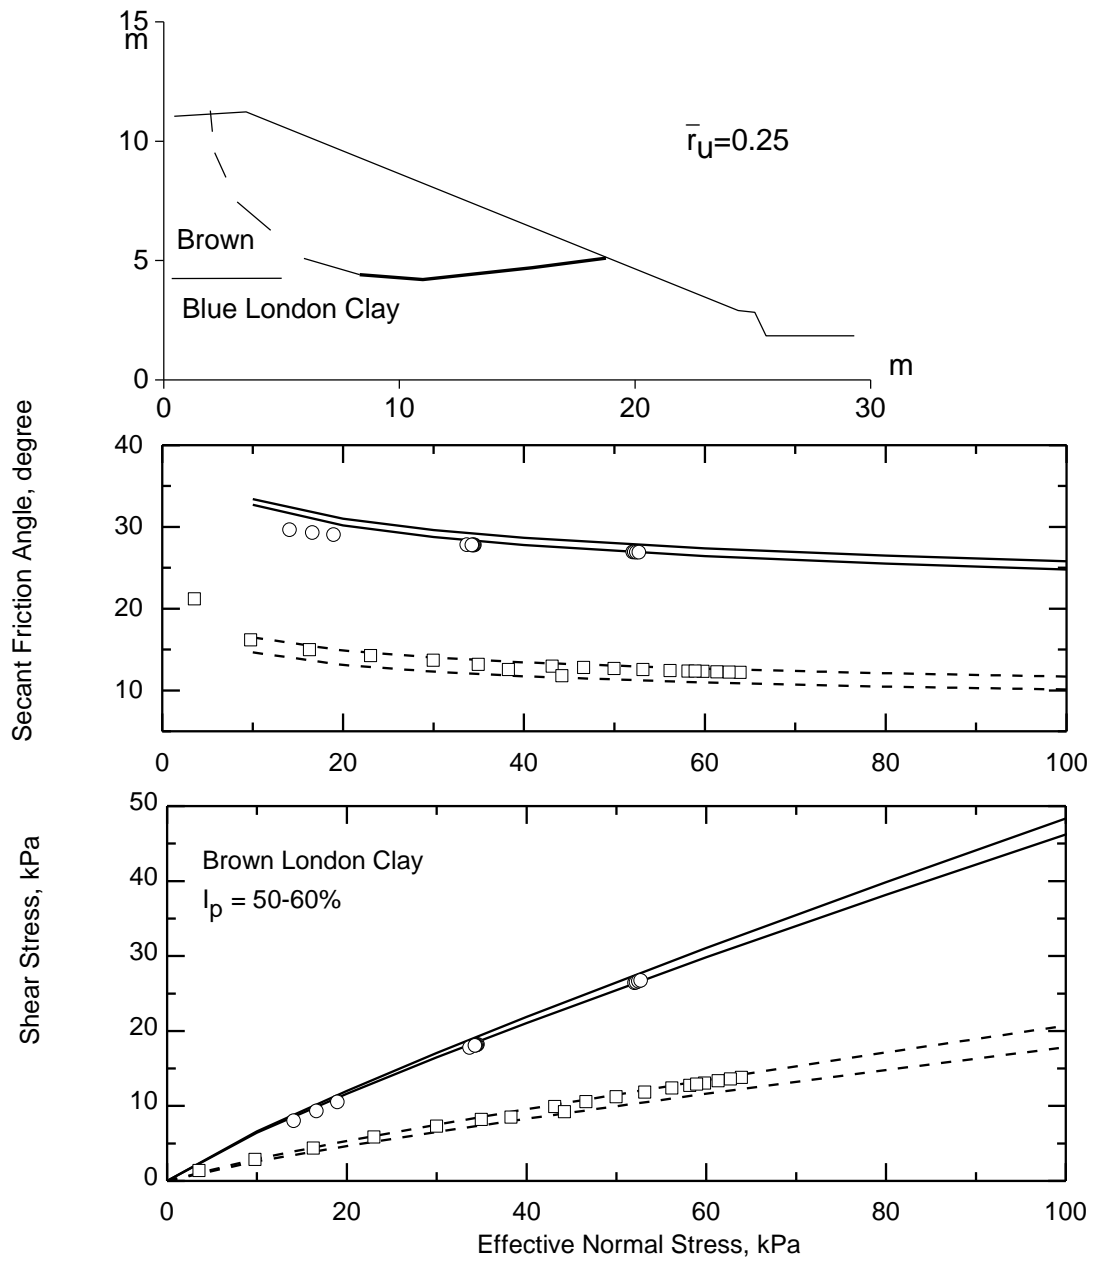 15
m
10
r̅u=0.25
Brown
5
Blue London Clay
0
m
0 10 20 30
Secant Friction Angle, degree
40
30
20
10
0 20 40 60 80 100
Shear Stress, kPa
50
Brown London Clay
40
Ip = 50-60%
30
20
10
0
0 20 40 60 80 100
Effective Normal Stress, kPa